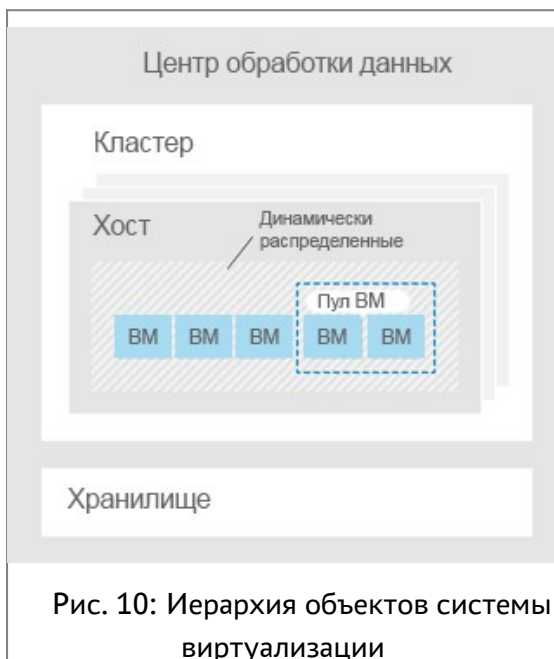 Центр обработки данных
Кластер
Хост
Динамически
распределенные
Пул ВМ
ВМ ВМ ВМ ВМ ВМ
Хранилище
Рис. 10: Иерархия объектов системы
виртуализации